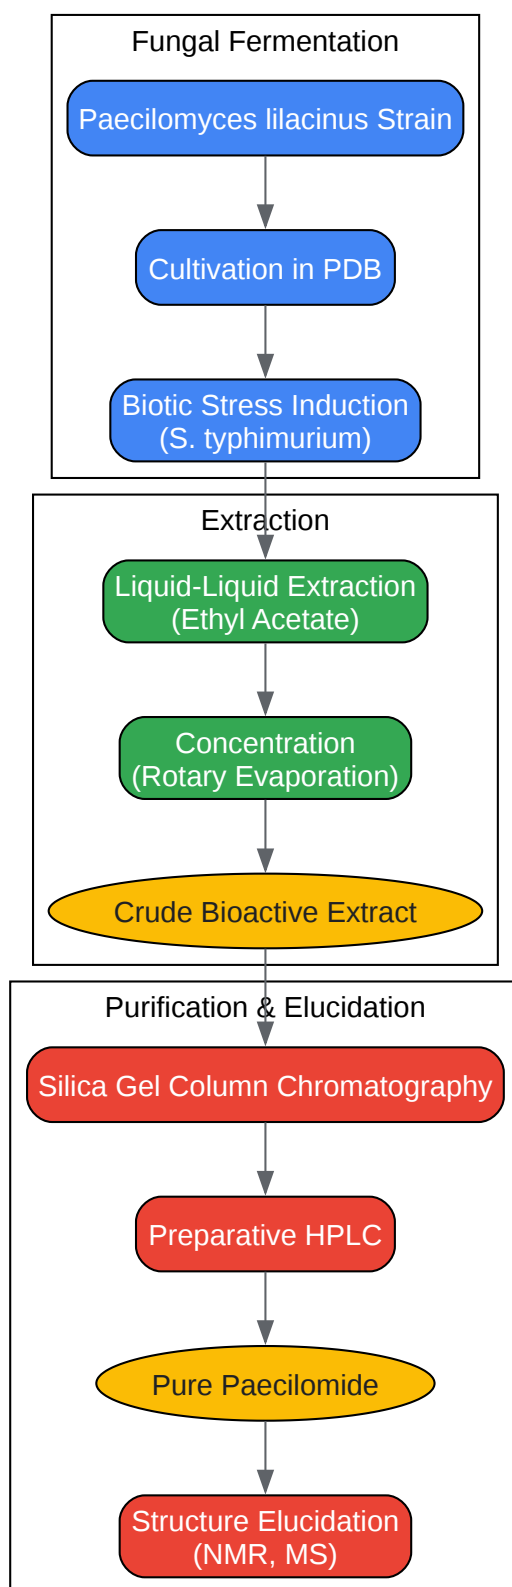 Fungal Fermentation
Paecilomyces lilacinus Strain
Cultivation in PDB
Biotic Stress Induction
(S. typhimurium)
Extraction
Liquid-Liquid Extraction
(Ethyl Acetate)
Concentration
(Rotary Evaporation)
Crude Bioactive Extract
Purification & Elucidation
Silica Gel Column Chromatography
Preparative HPLC
Pure Paecilomide
Structure Elucidation
(NMR, MS)